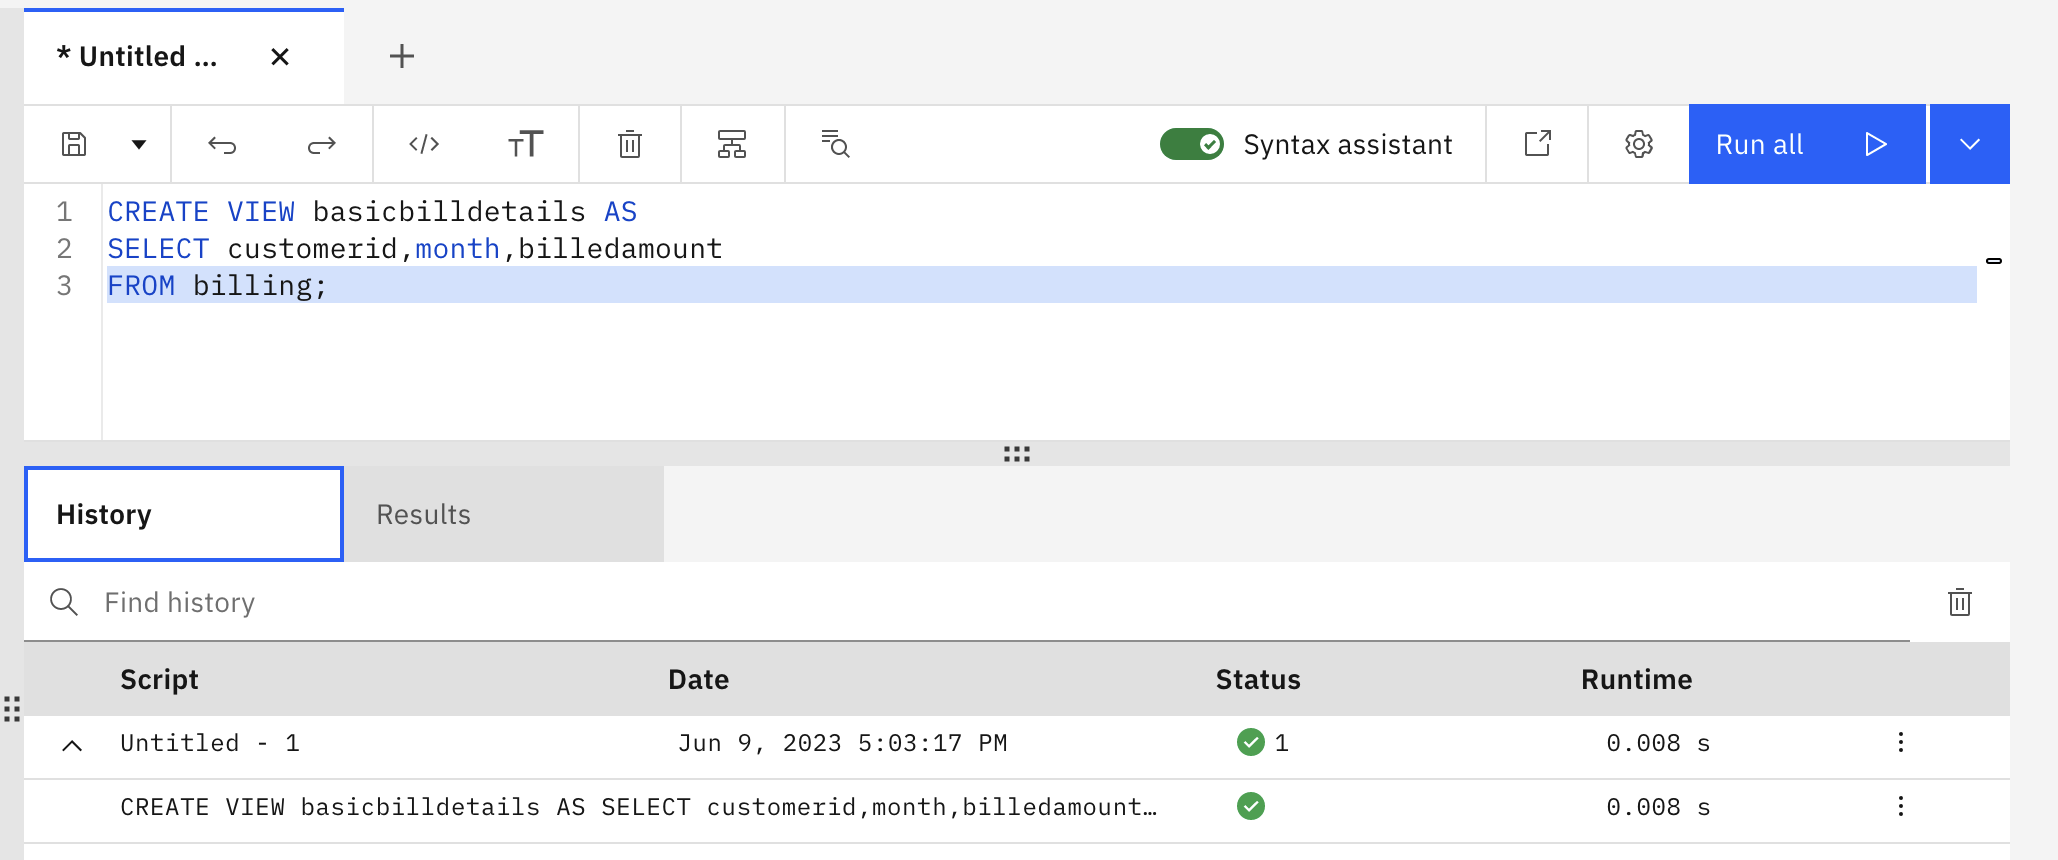 * Untitled ...
Syntax assistant
Run all
1 CREATE VIEW basicbilldetails AS
2 SELECT customerid,month,billedamount
3 FROM billing;
History
Results
Find history
Script Date Status Runtime
Untitled - 1 Jun 9, 2023 5:03:17 PM 1 0.008 s
CREATE VIEW basicbilldetails AS SELECT customerid,month,billedamount… 0.008 s